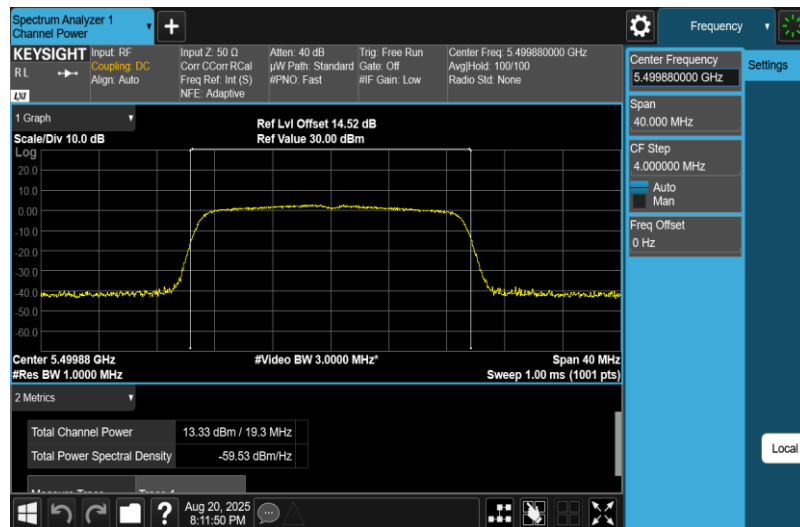 Spectrum Analyzer 1
Channel Power
+
Frequency
KEYSIGHT
RL
LXI
Input: RF
Coupling: DC
Align: Auto
Input Z: 50 Ω
Corr CCorr RCal
Freq Ref: Int (S)
NFE: Adaptive
Atten: 40 dB
µW Path: Standard
#PNO: Fast
Trig: Free Run
Gate: Off
#IF Gain: Low
Center Freq: 5.499880000 GHz
Avg|Hold: 100/100
Radio Std: None
Center Frequency
5.499880000 GHz
Settings
Span
40.000 MHz
CF Step
4.000000 MHz
Auto
Man
Freq Offset
0 Hz
1 Graph
Scale/Div 10.0 dB
Ref Lvl Offset 14.52 dB
Ref Value 30.00 dBm
Log
20.0
10.0
0.00
-10.0
-20.0
-30.0
-40.0
-50.0
-60.0
Center 5.49988 GHz
#Res BW 1.0000 MHz
#Video BW 3.0000 MHz*
Span 40 MHz
Sweep 1.00 ms (1001 pts)
2 Metrics
Total Channel Power 13.33 dBm / 19.3 MHz
Total Power Spectral Density -59.53 dBm/Hz
Local
?
Aug 20, 2025
8:11:50 PM